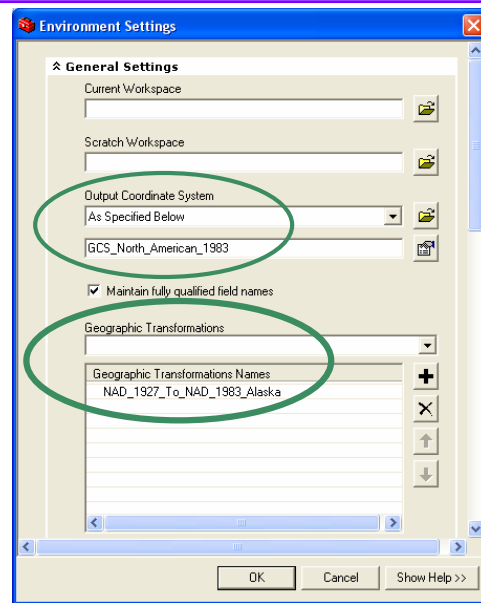 Environment Settings
General Settings
Current Workspace
Scratch Workspace
Output Coordinate System
As Specified Below
GCS_North_American_1983
Maintain fully qualified field names
Geographic Transformations
Geographic Transformations Names
NAD_1927_To_NAD_1983_Alaska
OK Cancel Show Help >>